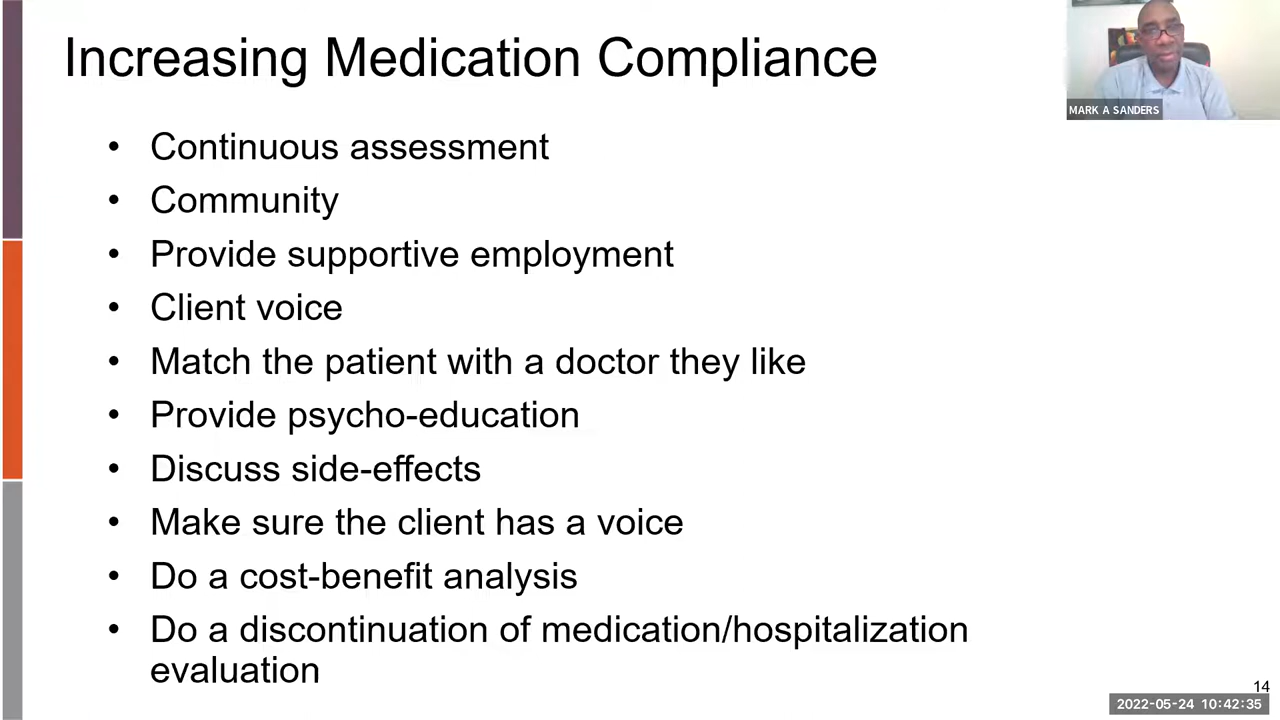 Increasing Medication Compliance
MARK A SANDERS
• Continuous assessment
• Community
• Provide supportive employment
• Client voice
• Match the patient with a doctor they like
• Provide psycho-education
• Discuss side-effects
• Make sure the client has a voice
• Do a cost-benefit analysis
• Do a discontinuation of medication/hospitalization
evaluation
14
2022-05-24 10:42:35